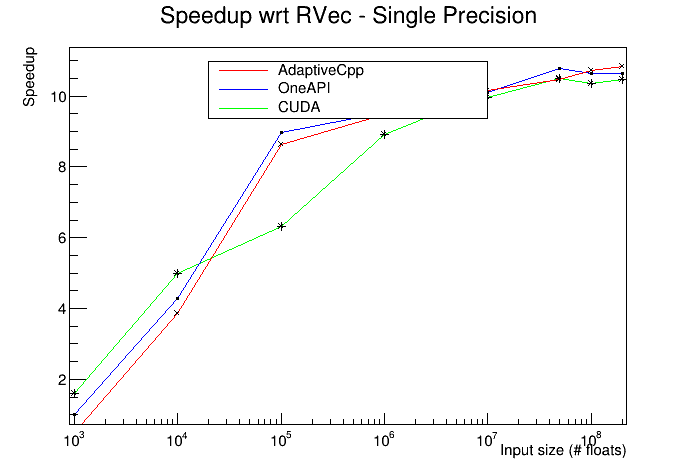 Speedup wrt RVec - Single Precision
Speedup
AdaptiveCpp
OneAPI
CUDA
10
8
6
4
2
10³ 10⁴ 10⁵ 10⁶ 10⁷ 10⁸
Input size (# floats)